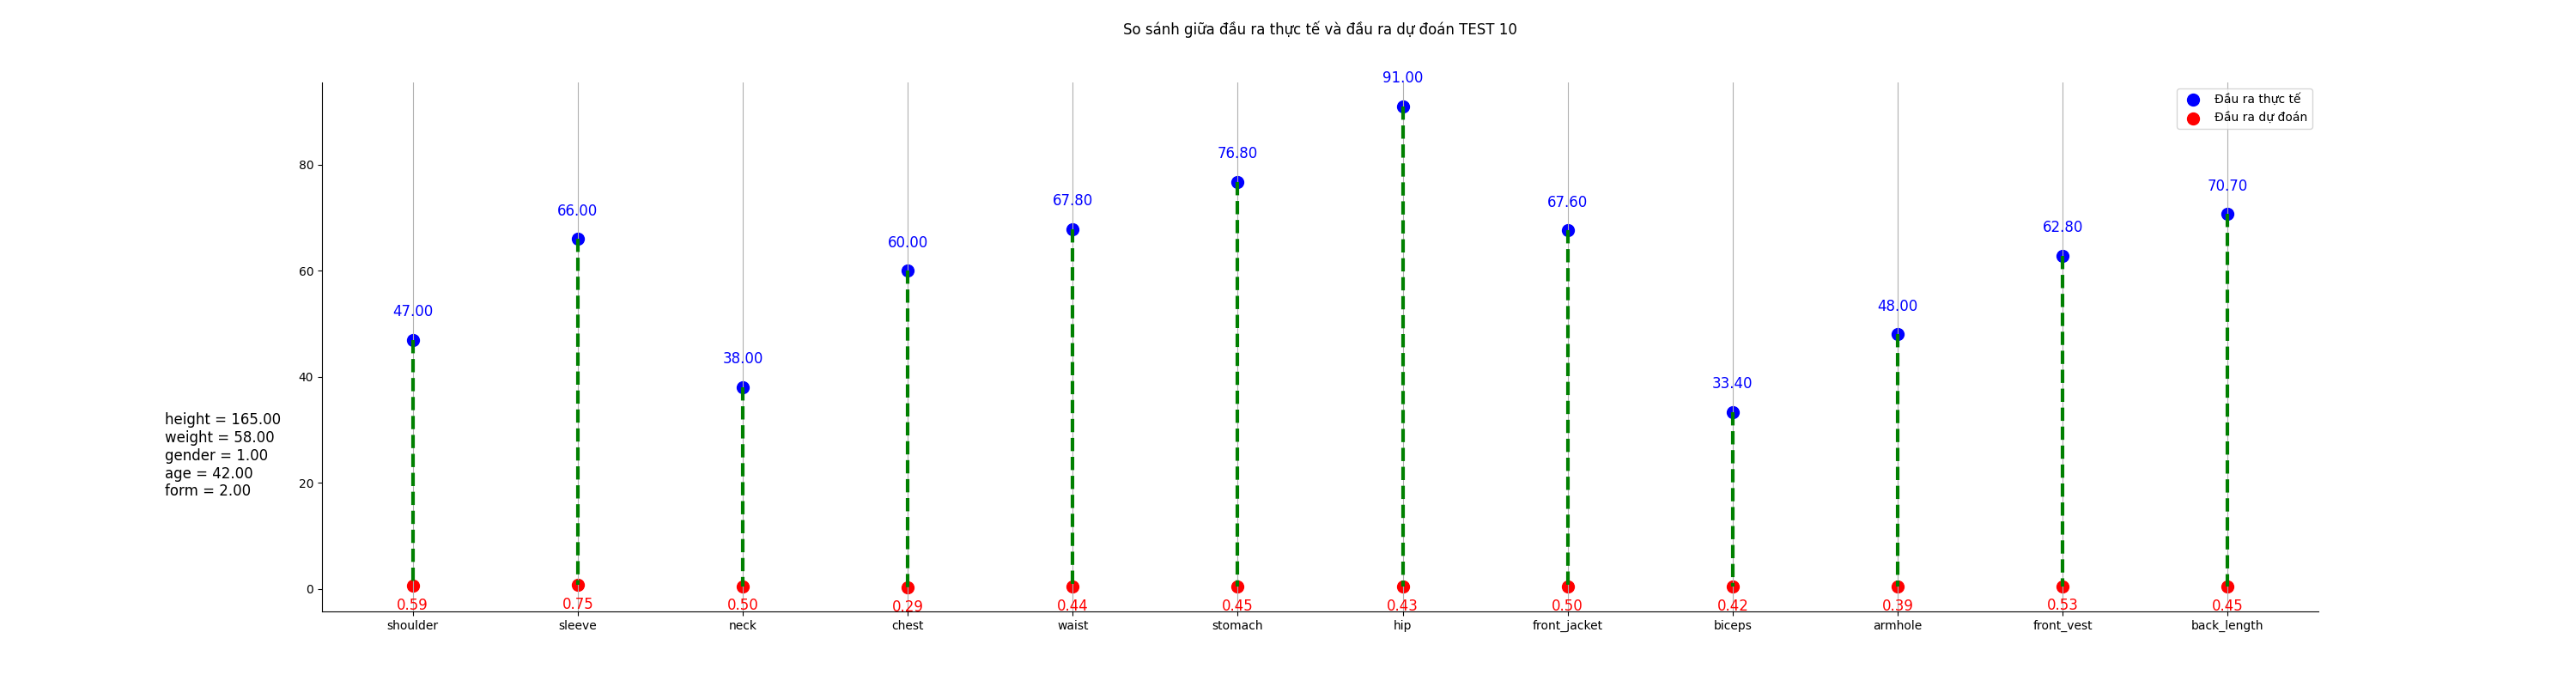 So sánh giữa đầu ra thực tế và đầu ra dự đoán TEST 10
91.00
Đầu ra thực tế
Đầu ra dự đoán
80
76.80
70.70
67.80
67.60
66.00
62.80
60.00
60
48.00
47.00
40
38.00
33.40
height = 165.00
weight = 58.00
gender = 1.00
age = 42.00
form = 2.00
20
0
0.59 0.75 0.50 0.29 0.44 0.45 0.43 0.50 0.42 0.39 0.53 0.45
shoulder sleeve neck chest waist stomach hip front_jacket biceps armhole front_vest back_length